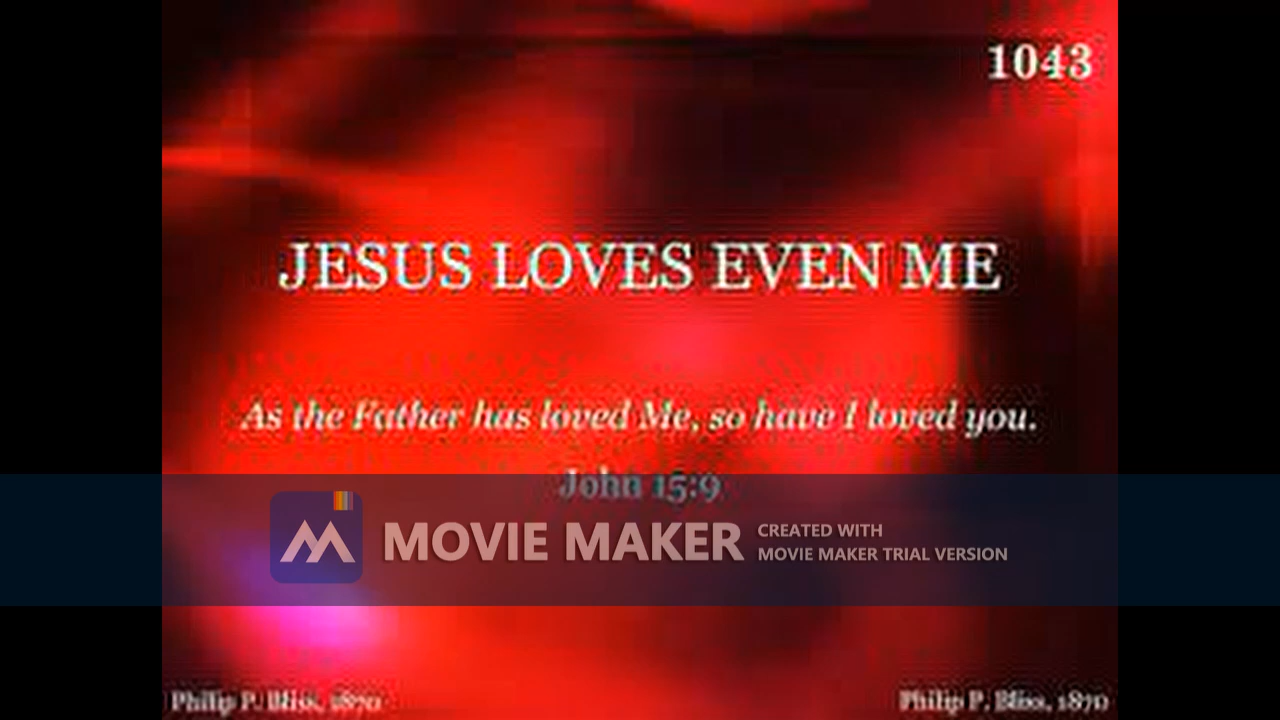 1043
JESUS LOVES EVEN ME
As the Father has loved Me, so have I loved you.
John 15:9
MOVIE MAKER
CREATED WITH
MOVIE MAKER TRIAL VERSION
Philip P. Bliss, 1870
Philip P. Bliss, 1870